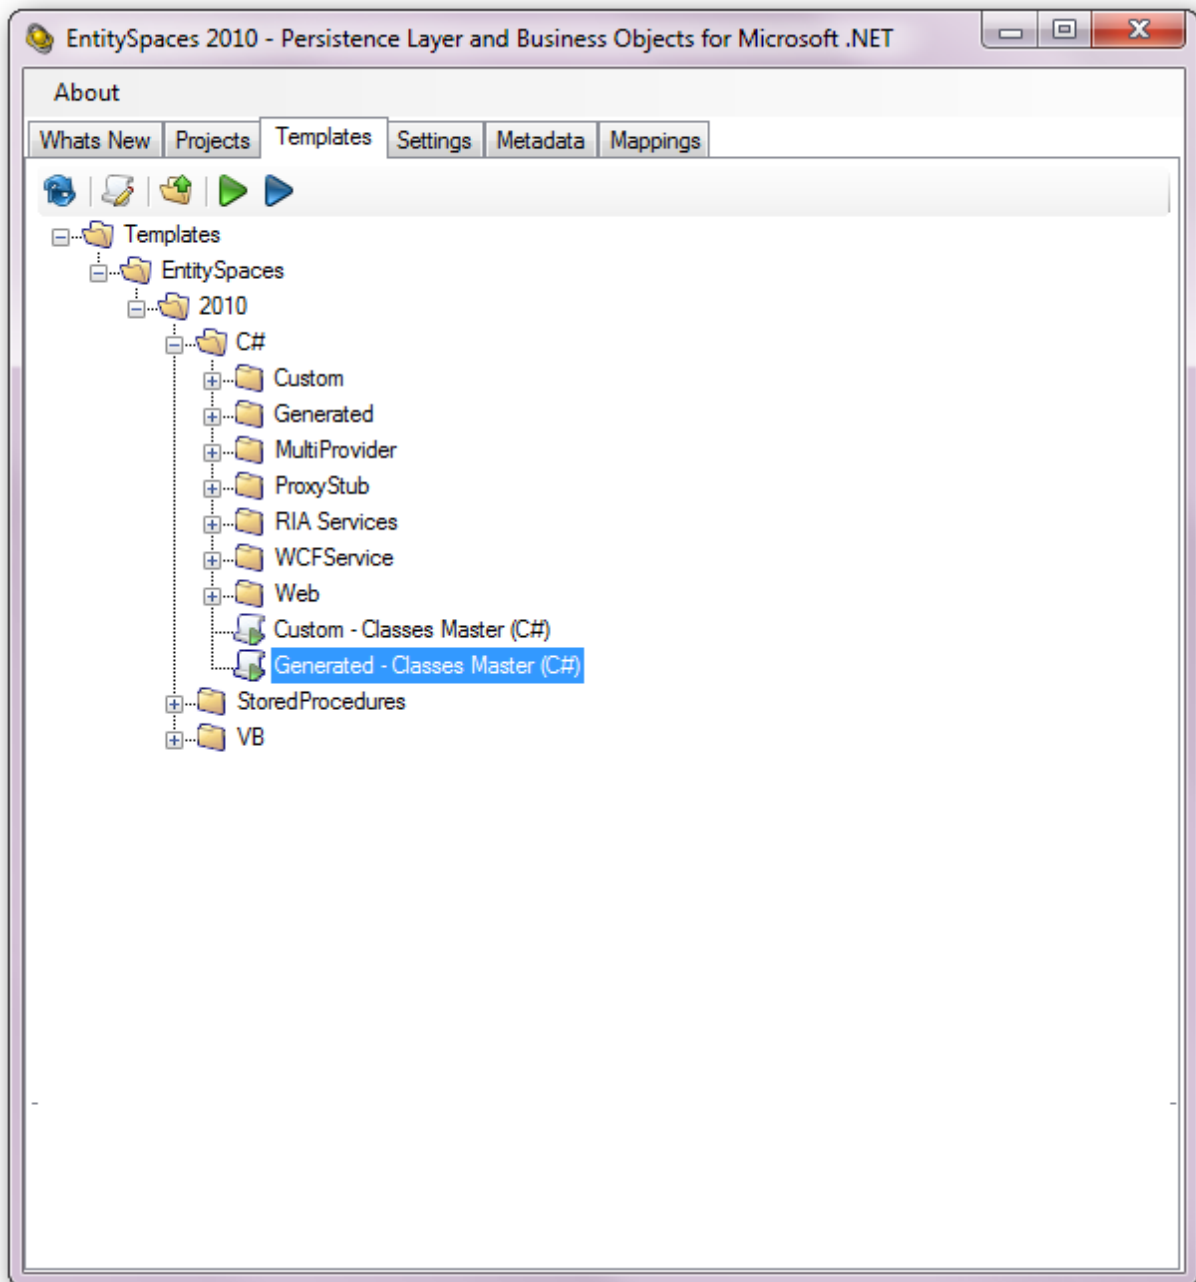 EntitySpaces 2010 - Persistence Layer and Business Objects for Microsoft .NET
About
Whats New Projects Templates Settings Metadata Mappings
Templates
EntitySpaces
2010
C#
Custom
Generated
MultiProvider
ProxyStub
RIA Services
WCFService
Web
Custom - Classes Master (C#)
Generated - Classes Master (C#)
StoredProcedures
VB